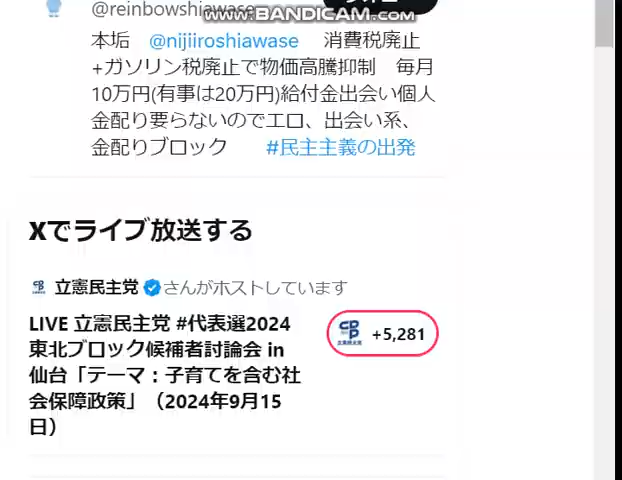 @reinbowshiawase
www.BANDICAM.com
本垢 @nijiiroshiawase 消費税廃止
+ガソリン税廃止で物価高騰抑制 毎月
10万円(有事は20万円)給付金出会い個人
金配り要らないのでエロ、出会い系、
金配りブロック #民主主義の出発
Xでライブ放送する
立憲民主党 さんがホストしています
LIVE 立憲民主党 #代表選2024
東北ブロック候補者討論会 in
仙台「テーマ：子育てを含む社
会保障政策」（2024年9月15
日）
CDP
立憲民主党
+5,281